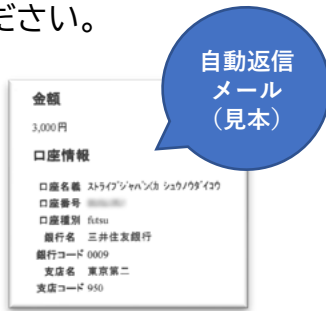 ださい。
自動返信
メール
(見本)
金額
3,000円
口座情報
口座名義 ストライプジャパン(カ シュウノウダイコウ
口座番号
口座種別 futsu
銀行名 三井住友銀行
銀行コード 0009
支店名 東京第二
支店コード 950